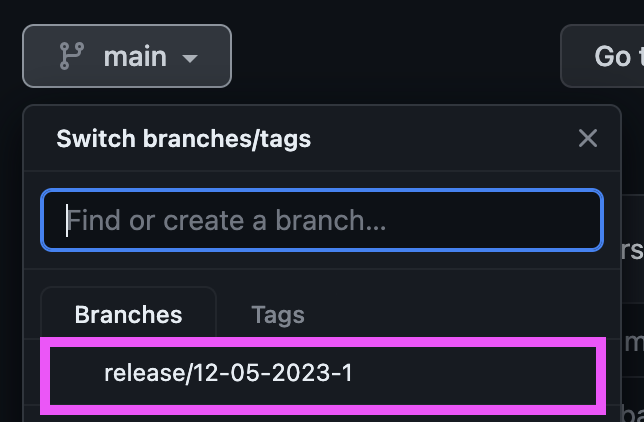 main
Go t
Switch branches/tags
Find or create a branch...
rs
Branches
Tags
m
release/12-05-2023-1
ba